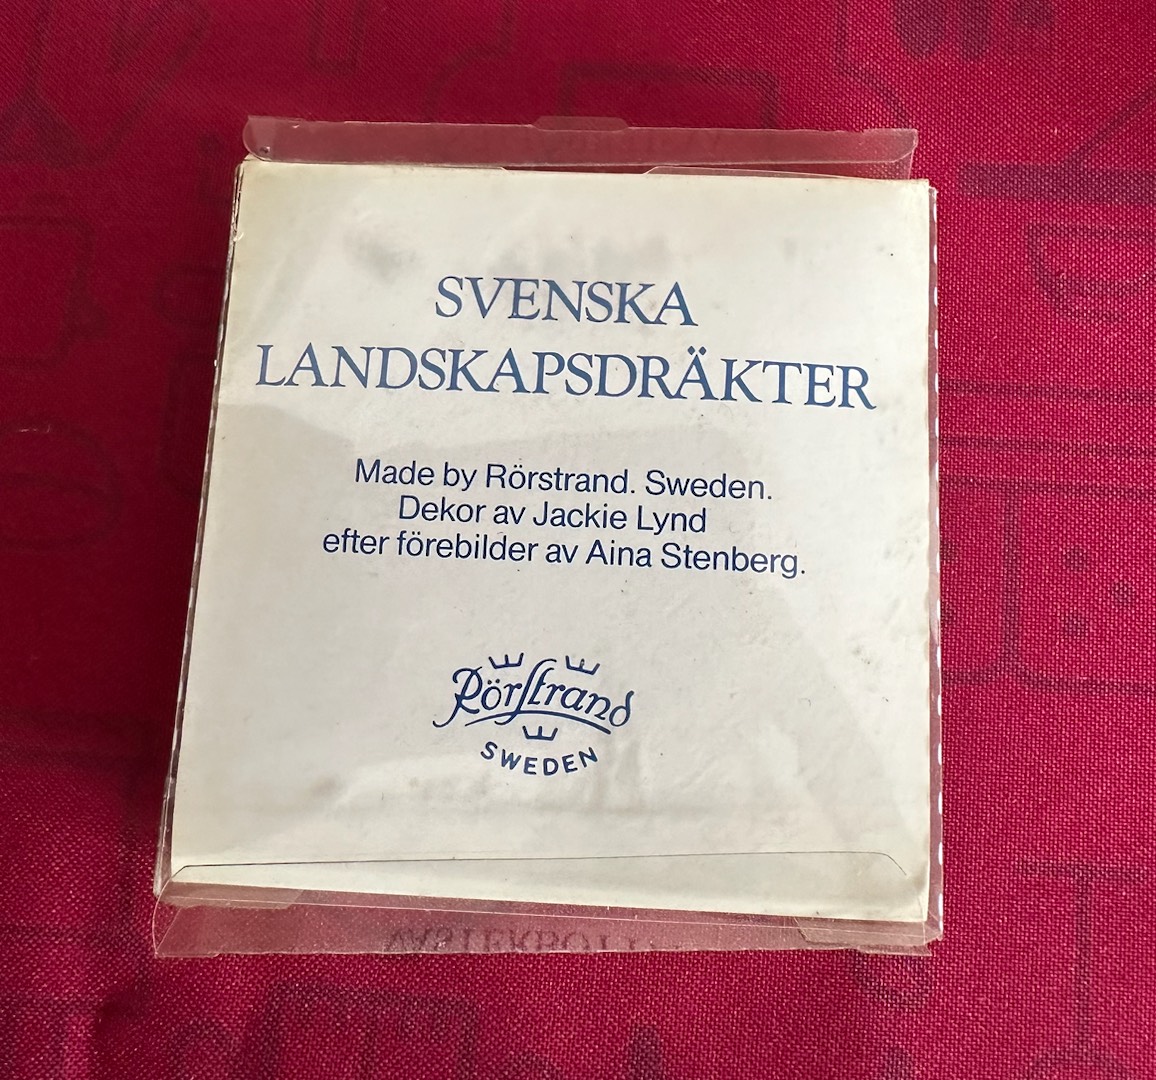 SVENSKA
LANDSKAPSDRÄKTER
Made by Rörstrand. Sweden.
Dekor av Jackie Lynd
efter förebilder av Aina Stenberg.
Rörstrand
SWEDEN